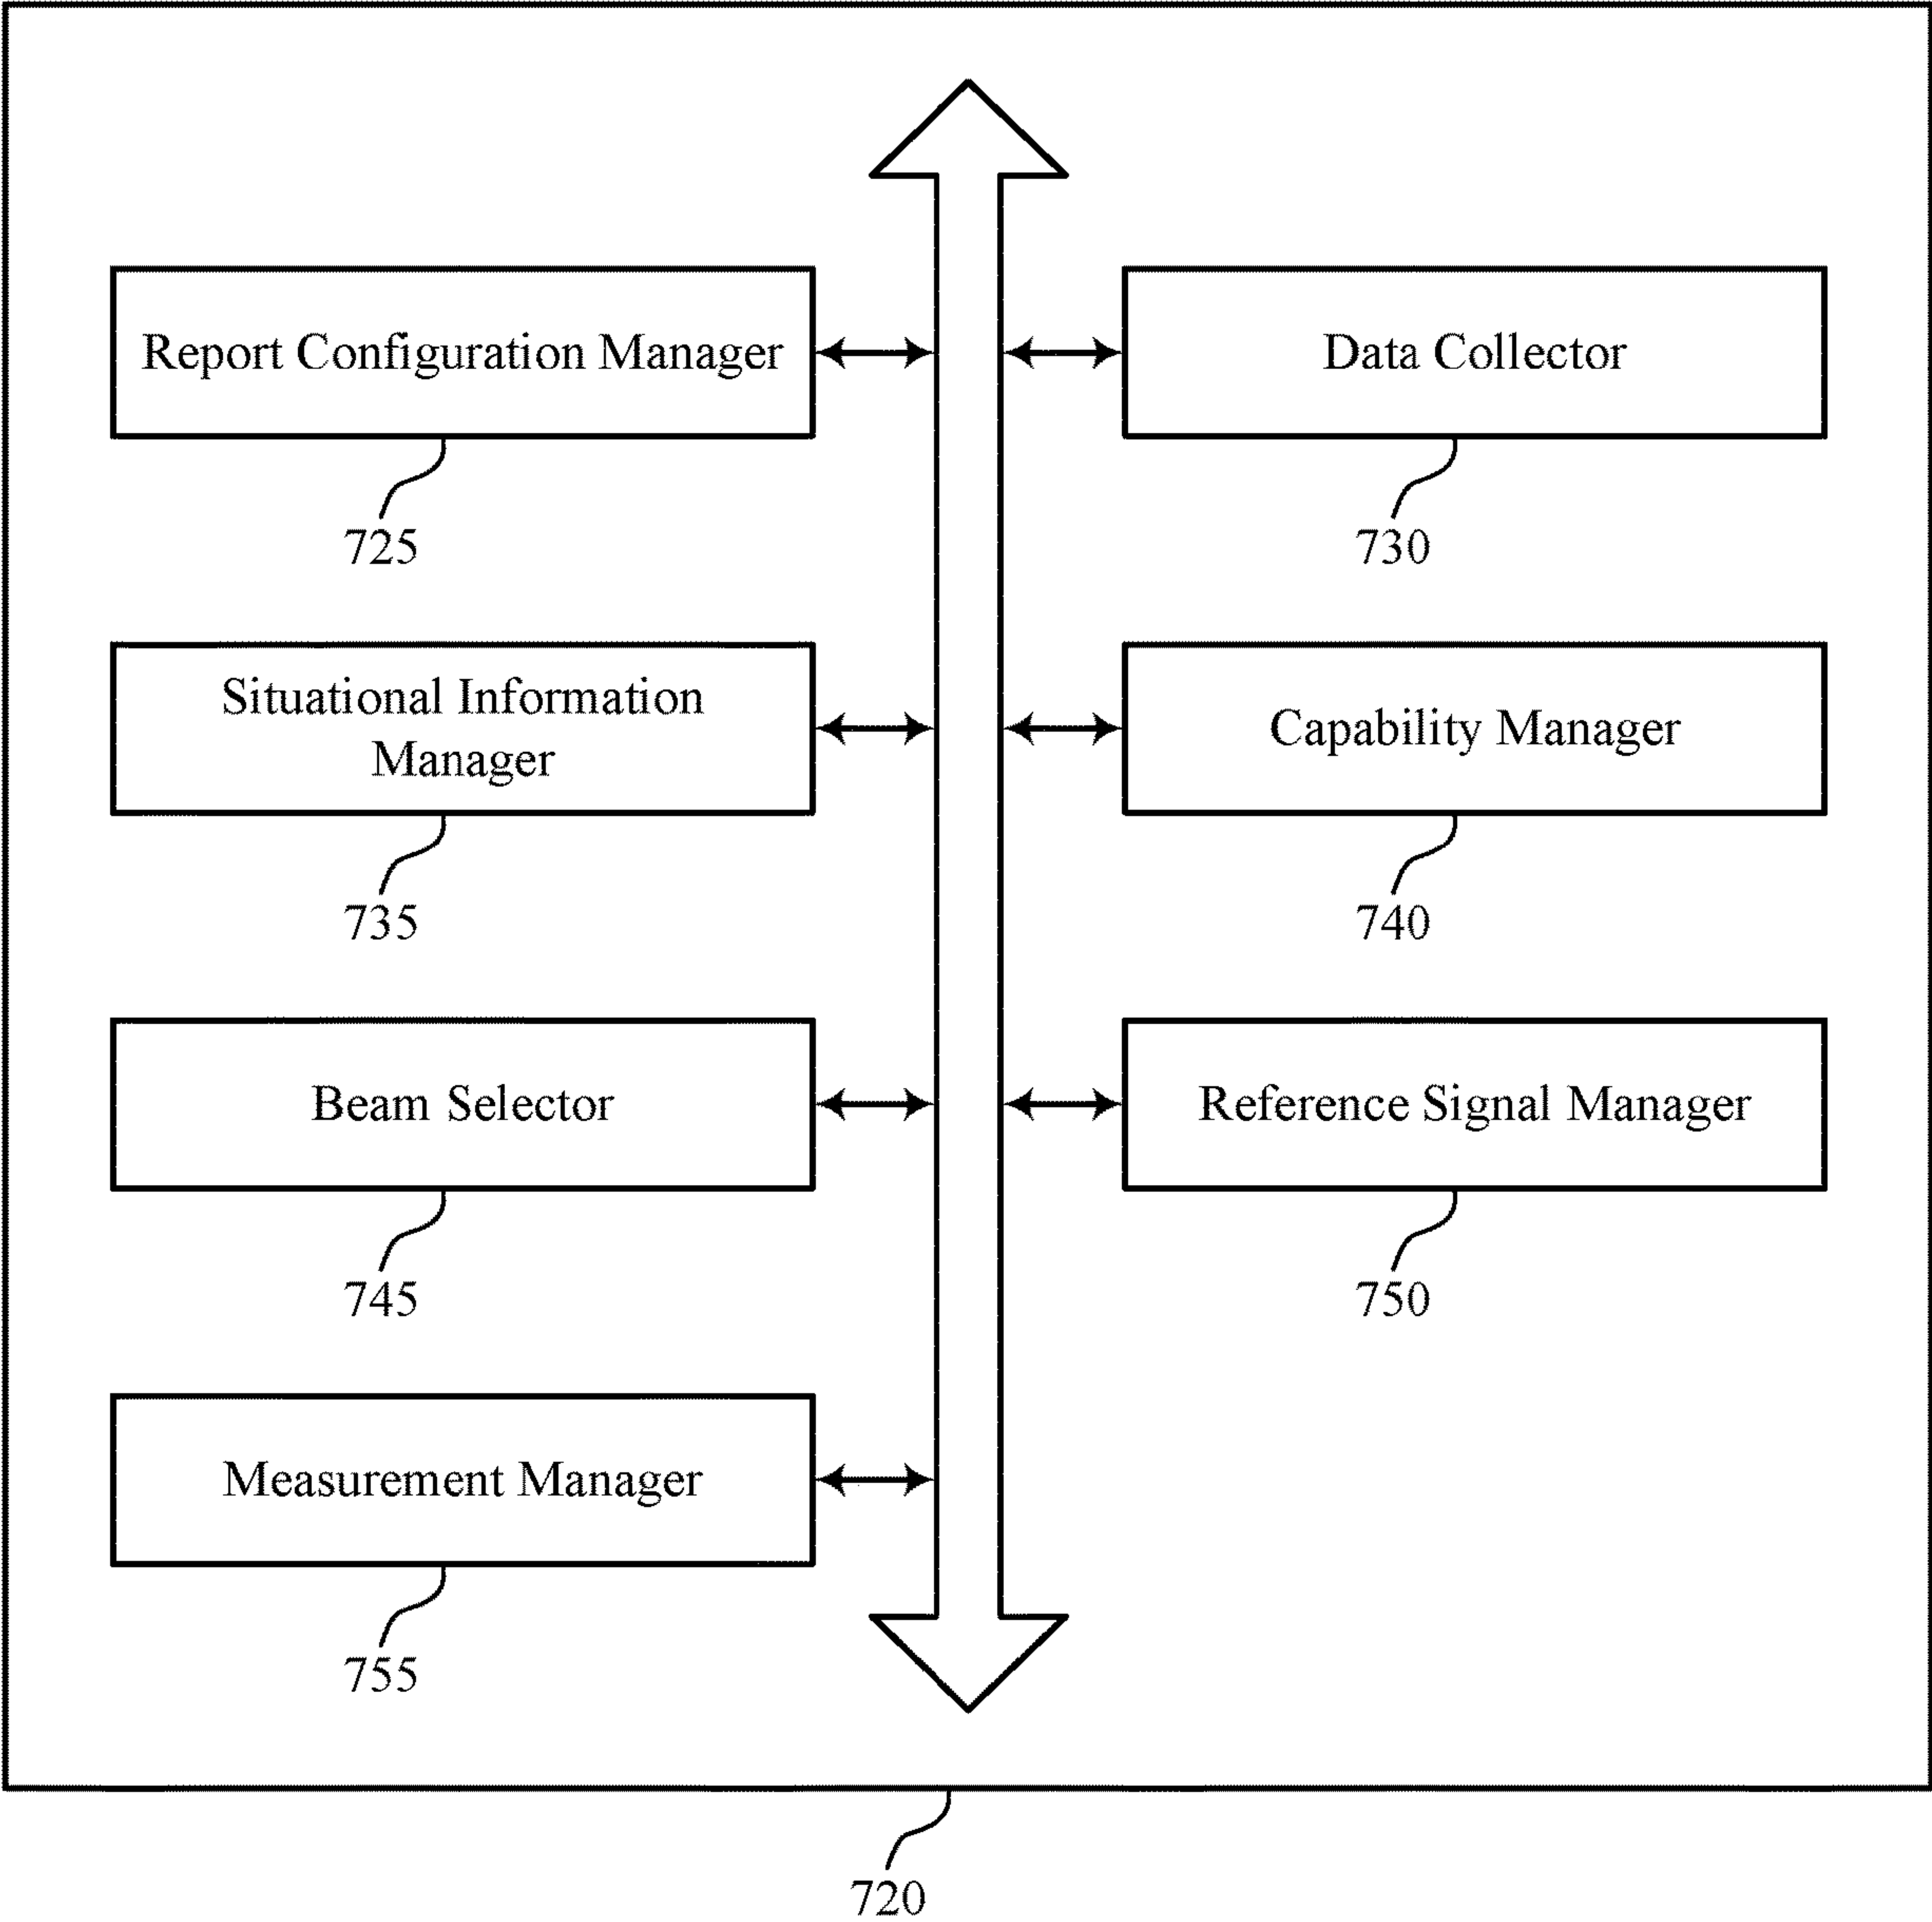 Report Configuration Manager
725
Data Collector
730
Situational Information
Manager
735
Capability Manager
740
Beam Selector
745
Reference Signal Manager
750
Measurement Manager
755
720